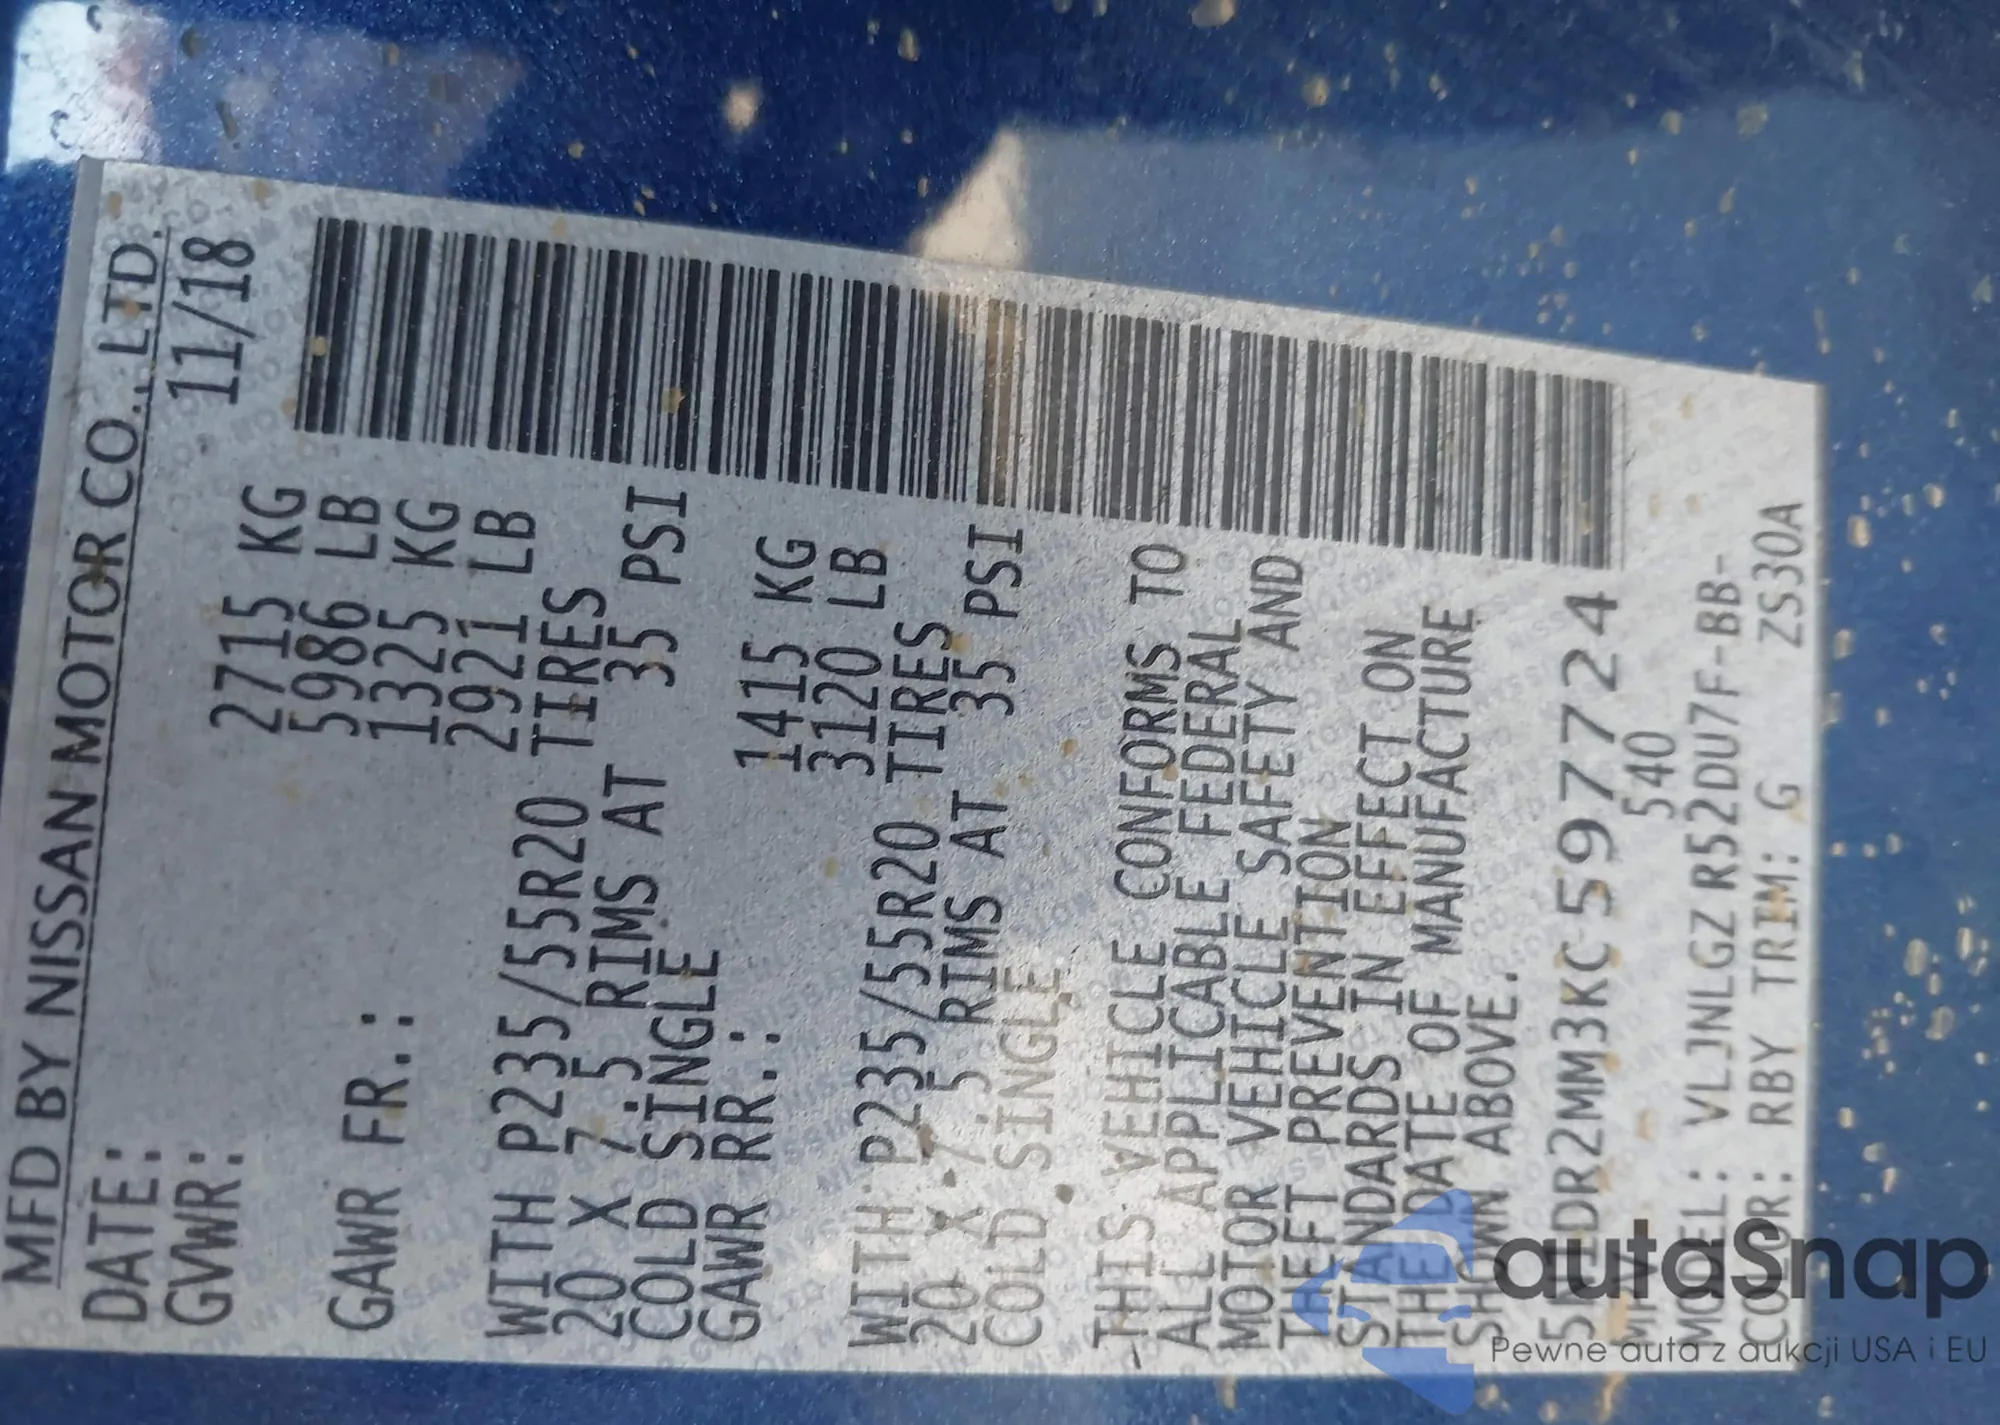 MFD BY NISSAN MOTOR CO., LTD.
DATE: 11/18
GVWR: 2715 KG
5986 LB
GAWR FR.: 1325 KG
2921 LB
WITH P235/55R20 TIRES
20 X 7.5 RIMS AT 35 PSI
COLD SINGLE
GAWR RR.: 1415 KG
3120 LB
WITH P235/55R20 TIRES
20 X 7.5 RIMS AT 35 PSI
COLD SINGLE
THIS VEHICLE CONFORMS TO
ALL APPLICABLE FEDERAL
MOTOR VEHICLE SAFETY AND
THEFT PREVENTION
STANDARDS IN EFFECT ON
THE DATE OF MANUFACTURE
SHOWN ABOVE.
5N1DR2MM3KC597724
MPV 540
MODEL: VLJNLGZ R52DU7F-BB-
COLOR: RBY TRIM: G ZS30A
autaSnap
Pewne auta z aukcji USA i EU